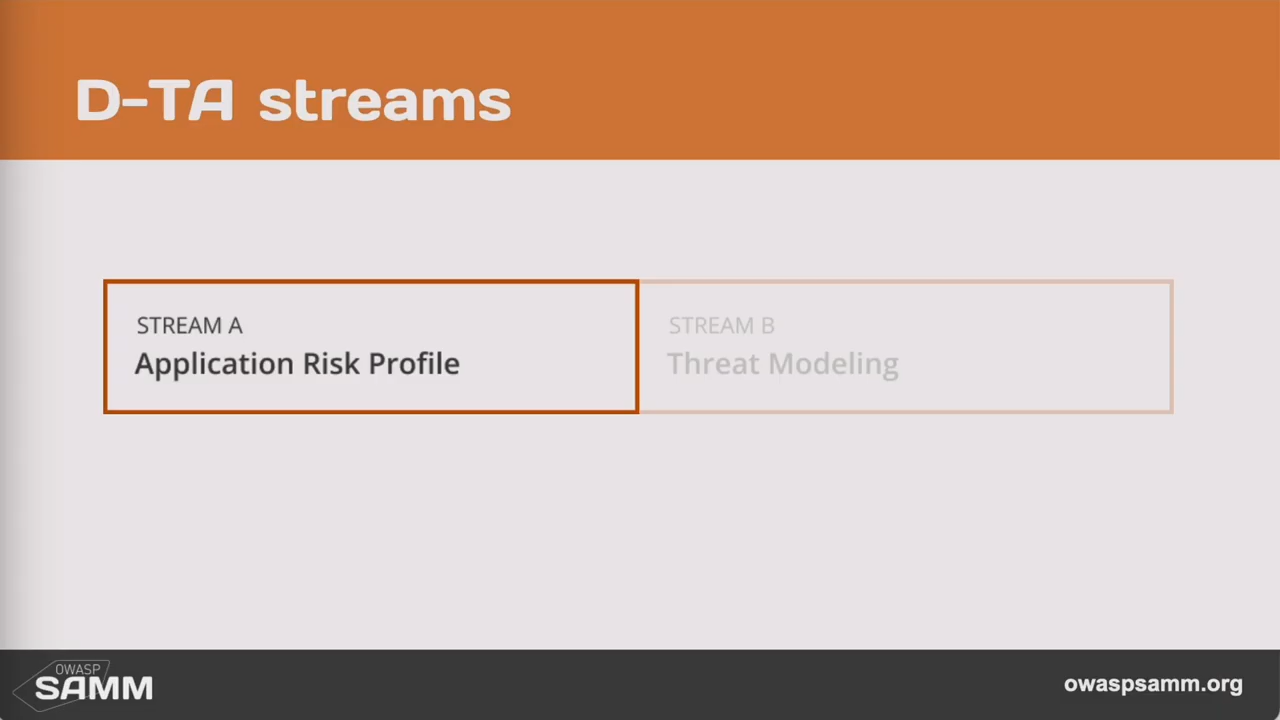 D-TA streams
STREAM A
Application Risk Profile
STREAM B
Threat Modeling
OWASP
SAMM
owaspsamm.org